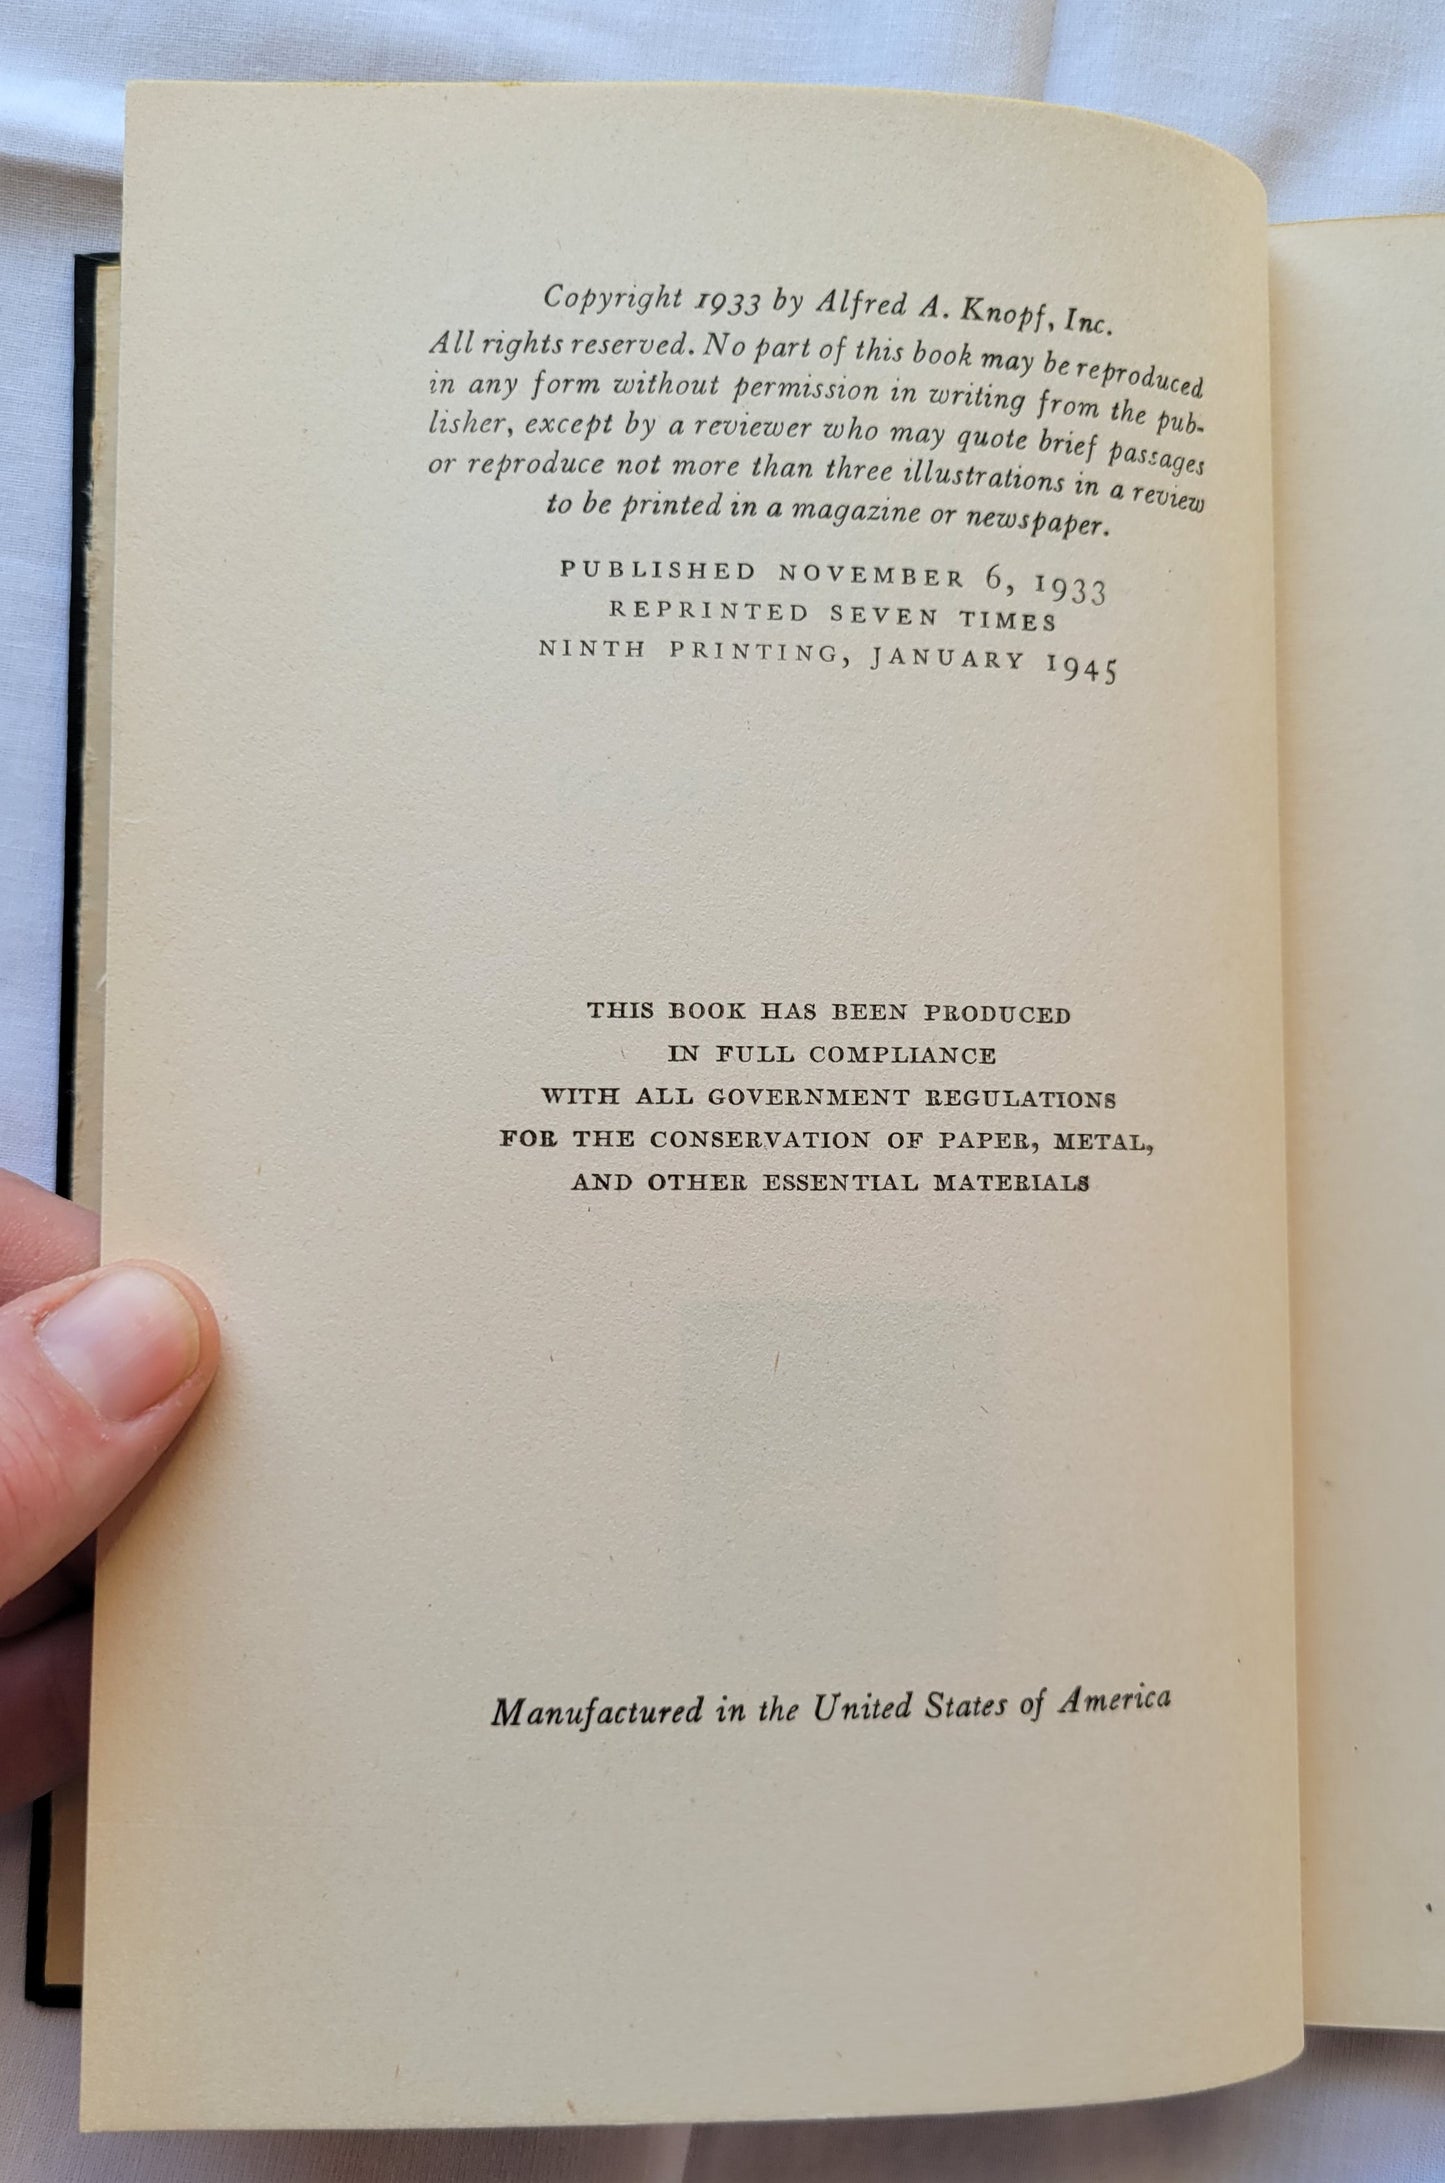 Copyright 1933 by Alfred A. Knopf, Inc.
All rights reserved. No part of this book may be reproduced
in any form without permission in writing from the pub-
lisher, except by a reviewer who may quote brief passages
or reproduce not more than three illustrations in a review
to be printed in a magazine or newspaper.
PUBLISHED NOVEMBER 6, 1933
REPRINTED SEVEN TIMES
NINTH PRINTING, JANUARY 1945
THIS BOOK HAS BEEN PRODUCED
IN FULL COMPLIANCE
WITH ALL GOVERNMENT REGULATIONS
FOR THE CONSERVATION OF PAPER, METAL,
AND OTHER ESSENTIAL MATERIALS
Manufactured in the United States of America